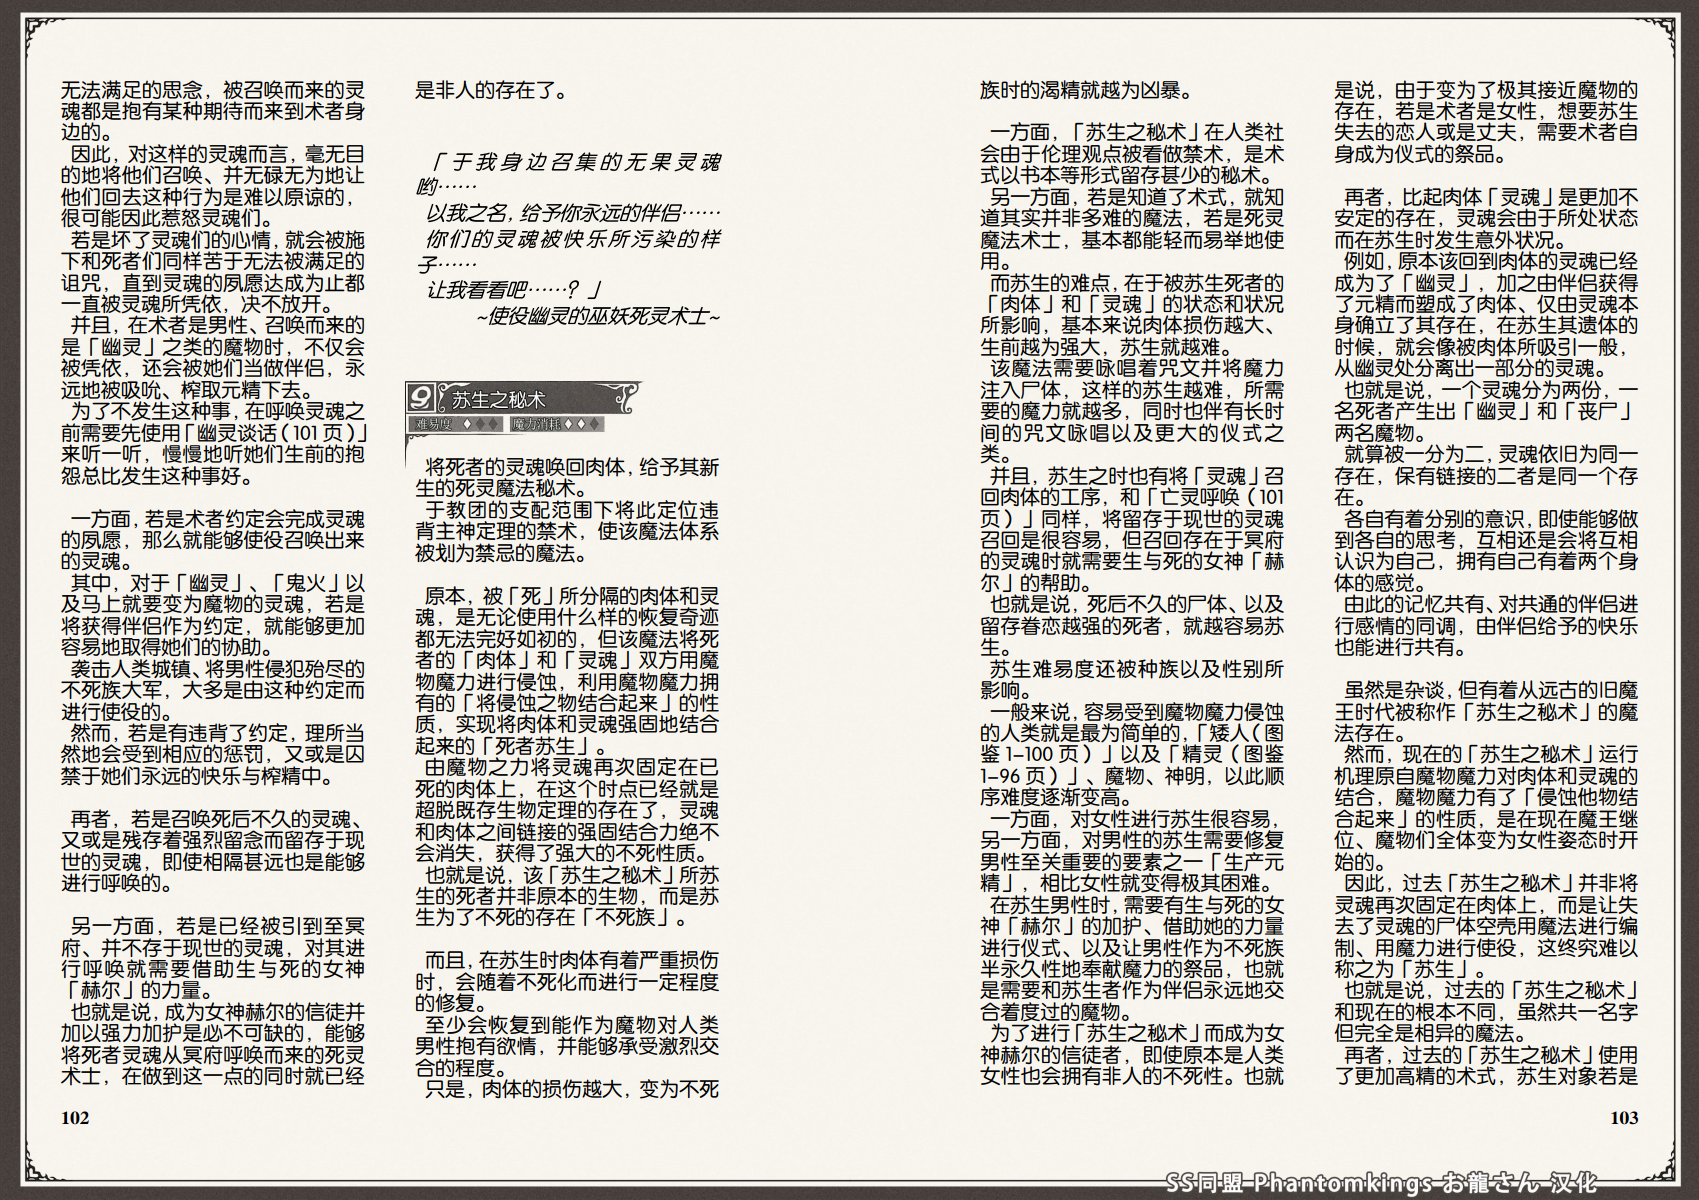 无法满足的思念，被召唤而来的灵
魂都是抱有某种期待而来到术者身
边的。
因此，对这样的灵魂而言，毫无目
的地将他们召唤、并无碌无为地让
他们回去这种行为是难以原谅的，
很可能因此惹怒灵魂们。
若是坏了灵魂们的心情，就会被施
下和死者们同样苦于无法被满足的
诅咒，直到灵魂的夙愿达成为止都
一直被灵魂所凭依，决不放开。
并且，在术者是男性、召唤而来的
是「幽灵」之类的魔物时，不仅会
被凭依，还会被她们当做伴侣，永
远地被吸吮、榨取元精下去。
为了不发生这种事，在呼唤灵魂之
前需要先使用「幽灵谈话（101页）」
来听一听，慢慢地听她们生前的抱
怨总比发生这种事好。
一方面，若是术者约定会完成灵魂
的夙愿，那么就能够使役召唤出来
的灵魂。
其中，对于「幽灵」、「鬼火」以
及马上就要变为魔物的灵魂，若是
将获得伴侣作为约定，就能够更加
容易地取得她们的协助。
袭击人类城镇、将男性侵犯殆尽的
不死族大军，大多是由这种约定而
进行使役的。
然而，若是有违背了约定，理所当
然地会受到相应的惩罚，又或是囚
禁于她们永远的快乐与榨精中。
再者，若是召唤死后不久的灵魂、
又或是残存着强烈留念而留存于现
世的灵魂，即使相隔甚远也是能够
进行呼唤的。
另一方面，若是已经被引到至冥
府、并不存于现世的灵魂，对其进
行呼唤就需要借助生与死的女神
「赫尔」的力量。
也就是说，成为女神赫尔的信徒并
加以强力加护是必不可缺的，能够
将死者灵魂从冥府呼唤而来的死灵
术士，在做到这一点的同时就已经
102
是非人的存在了。
「于我身边召集的无果灵魂
哟……
以我之名，给予你永远的伴侣……
你们的灵魂被快乐所污染的样
子……
让我看看吧……？」
~使役幽灵的巫妖死灵术士~
9 苏生之秘术
难易度 ◆◆◆ 魔力消耗 ◆◆◆
将死者的灵魂唤回肉体，给予其新
生的死灵魔法秘术。
于教团的支配范围下将此定位违
背主神定理的禁术，使该魔法体系
被划为禁忌的魔法。
原本，被「死」所分隔的肉体和灵
魂，是无论使用什么样的恢复奇迹
都无法完好如初的，但该魔法将死
者的「肉体」和「灵魂」双方用魔
物魔力进行侵蚀，利用魔物魔力拥
有的「将侵蚀之物结合起来」的性
质，实现将肉体和灵魂强固地结合
起来的「死者苏生」。
由魔物之力将灵魂再次固定在已
死的肉体上，在这个时点已经就是
超脱既存生物定理的存在了，灵魂
和肉体之间链接的强固结合力绝不
会消失，获得了强大的不死性质。
也就是说，该「苏生之秘术」所苏
生的死者并非原本的生物，而是苏
生为了不死的存在「不死族」。
而且，在苏生时肉体有着严重损伤
时，会随着不死化而进行一定程度
的修复。
至少会恢复到能作为魔物对人类
男性抱有欲情，并能够承受激烈交
合的程度。
只是，肉体的损伤越大，变为不死
族时的渴精就越为凶暴。
一方面，「苏生之秘术」在人类社
会由于伦理观点被看做禁术，是术
式以书本等形式留存甚少的秘术。
另一方面，若是知道了术式，就知
道其实并非多难的魔法，若是死灵
魔法术士，基本都能轻而易举地使
用。
而苏生的难点，在于被苏生死者的
「肉体」和「灵魂」的状态和状况
所影响，基本来说肉体损伤越大、
生前越为强大，苏生就越难。
该魔法需要咏唱着咒文并将魔力
注入尸体，这样的苏生越难，所需
要的魔力就越多，同时也伴有长时
间的咒文咏唱以及更大的仪式之
类。
并且，苏生之时也有将「灵魂」召
回肉体的工序，和「亡灵呼唤（101
页）」同样，将留存于现世的灵魂
召回是很容易，但召回存在于冥府
的灵魂时就需要生与死的女神「赫
尔」的帮助。
也就是说，死后不久的尸体、以及
留存眷恋越强的死者，就越容易苏
生。
苏生难易度还被种族以及性别所
影响。
一般来说，容易受到魔物魔力侵蚀
的人类就是最为简单的，「矮人（图
鉴 1-100 页）」以及「精灵（图鉴
1-96 页）」、魔物、神明，以此顺
序难度逐渐变高。
一方面，对女性进行苏生很容易，
另一方面，对男性的苏生需要修复
男性至关重要的要素之一「生产元
精」，相比女性就变得极其困难。
在苏生男性时，需要有生与死的女
神「赫尔」的加护、借助她的力量
进行仪式、以及让男性作为不死族
半永久性地奉献魔力的祭品，也就
是需要和苏生者作为伴侣永远地交
合着度过的魔物。
为了进行「苏生之秘术」而成为女
神赫尔的信徒者，即使原本是人类
女性也会拥有非人的不死性。也就
是说，由于变为了极其接近魔物的
存在，若是术者是女性，想要苏生
失去的恋人或是丈夫，需要术者自
身成为仪式的祭品。
再者，比起肉体「灵魂」是更加不
安定的存在，灵魂会由于所处状态
而在苏生时发生意外状况。
例如，原本该回到肉体的灵魂已经
成为了「幽灵」，加之由伴侣获得
了元精而塑成了肉体、仅由灵魂本
身确立了其存在，在苏生其遗体的
时候，就会像被肉体所吸引一般，
从幽灵处分离出一部分的灵魂。
也就是说，一个灵魂分为两份，一
名死者产生出「幽灵」和「丧尸」
两名魔物。
就算被一分为二，灵魂依旧为同一
存在，保有链接的二者是同一个存
在。
各自有着分别的意识，即使能够做
到各自的思考，互相还是会将互相
认识为自己，拥有自己有着两个身
体的感觉。
由此的记忆共有、对共通的伴侣进
行感情的同调，由伴侣给予的快乐
也能进行共有。
虽然是杂谈，但有着从远古的旧魔
王时代被称作「苏生之秘术」的魔
法存在。
然而，现在的「苏生之秘术」运行
机理原自魔物魔力对肉体和灵魂的
结合，魔物魔力有了「侵蚀他物结
合起来」的性质，是在现在魔王继
位、魔物们全体变为女性姿态时开
始的。
因此，过去「苏生之秘术」并非将
灵魂再次固定在肉体上，而是让失
去了灵魂的尸体空壳用魔法进行编
制、用魔力进行使役，这终究难以
称之为「苏生」。
也就是说，过去的「苏生之秘术」
和现在的根本不同，虽然共一名字
但完全是相异的魔法。
再者，过去的「苏生之秘术」使用
了更加高精的术式，苏生对象若是
103
SS同盟 Phantomkings お龍さん 汉化